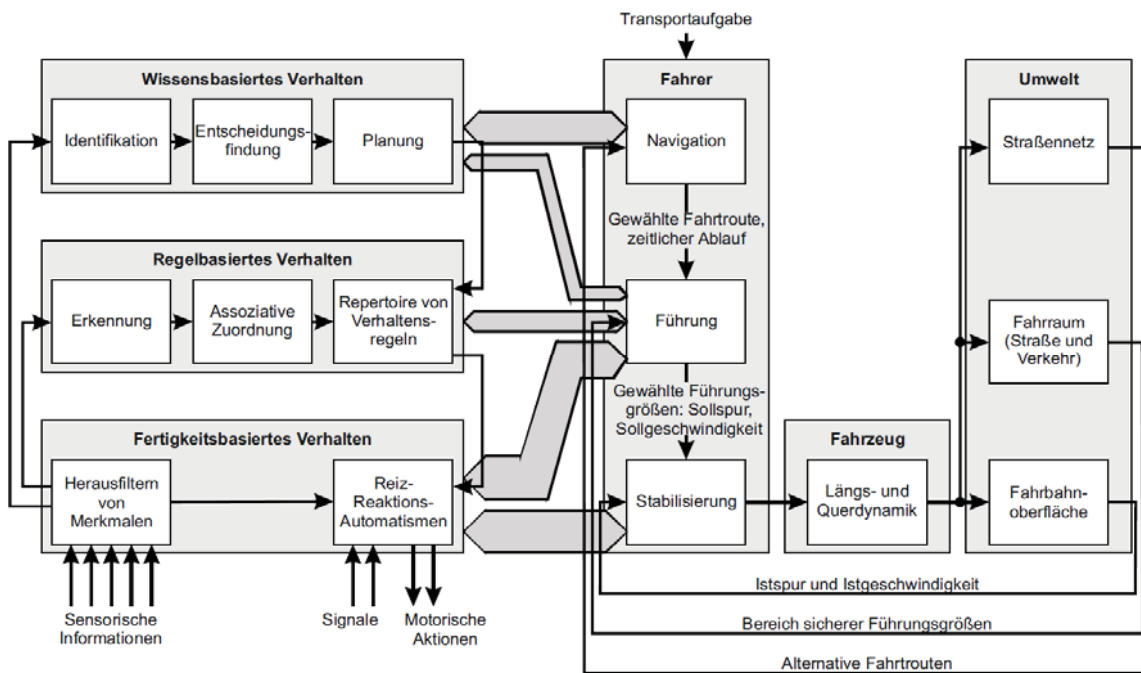 Transportaufgabe
Wissensbasiertes Verhalten
Identifikation
Entscheidungs-
findung
Planung
Regelbasiertes Verhalten
Erkennung
Assoziative
Zuordnung
Repertoire von
Verhaltens-
regeln
Fertigkeitsbasiertes Verhalten
Herausfiltern
von
Merkmalen
Reiz-
Reaktions-
Automatismen
Sensorische
Informationen
Signale
Motorische
Aktionen
Fahrer
Navigation
Gewählte Fahrtroute,
zeitlicher Ablauf
Führung
Gewählte Führungs-
größen: Sollspur,
Sollgeschwindigkeit
Stabilisierung
Fahrzeug
Längs- und
Querdynamik
Umwelt
Straßennetz
Fahrraum
(Straße und
Verkehr)
Fahrbahn-
oberfläche
Istspur und Istgeschwindigkeit
Bereich sicherer Führungsgrößen
Alternative Fahrtrouten